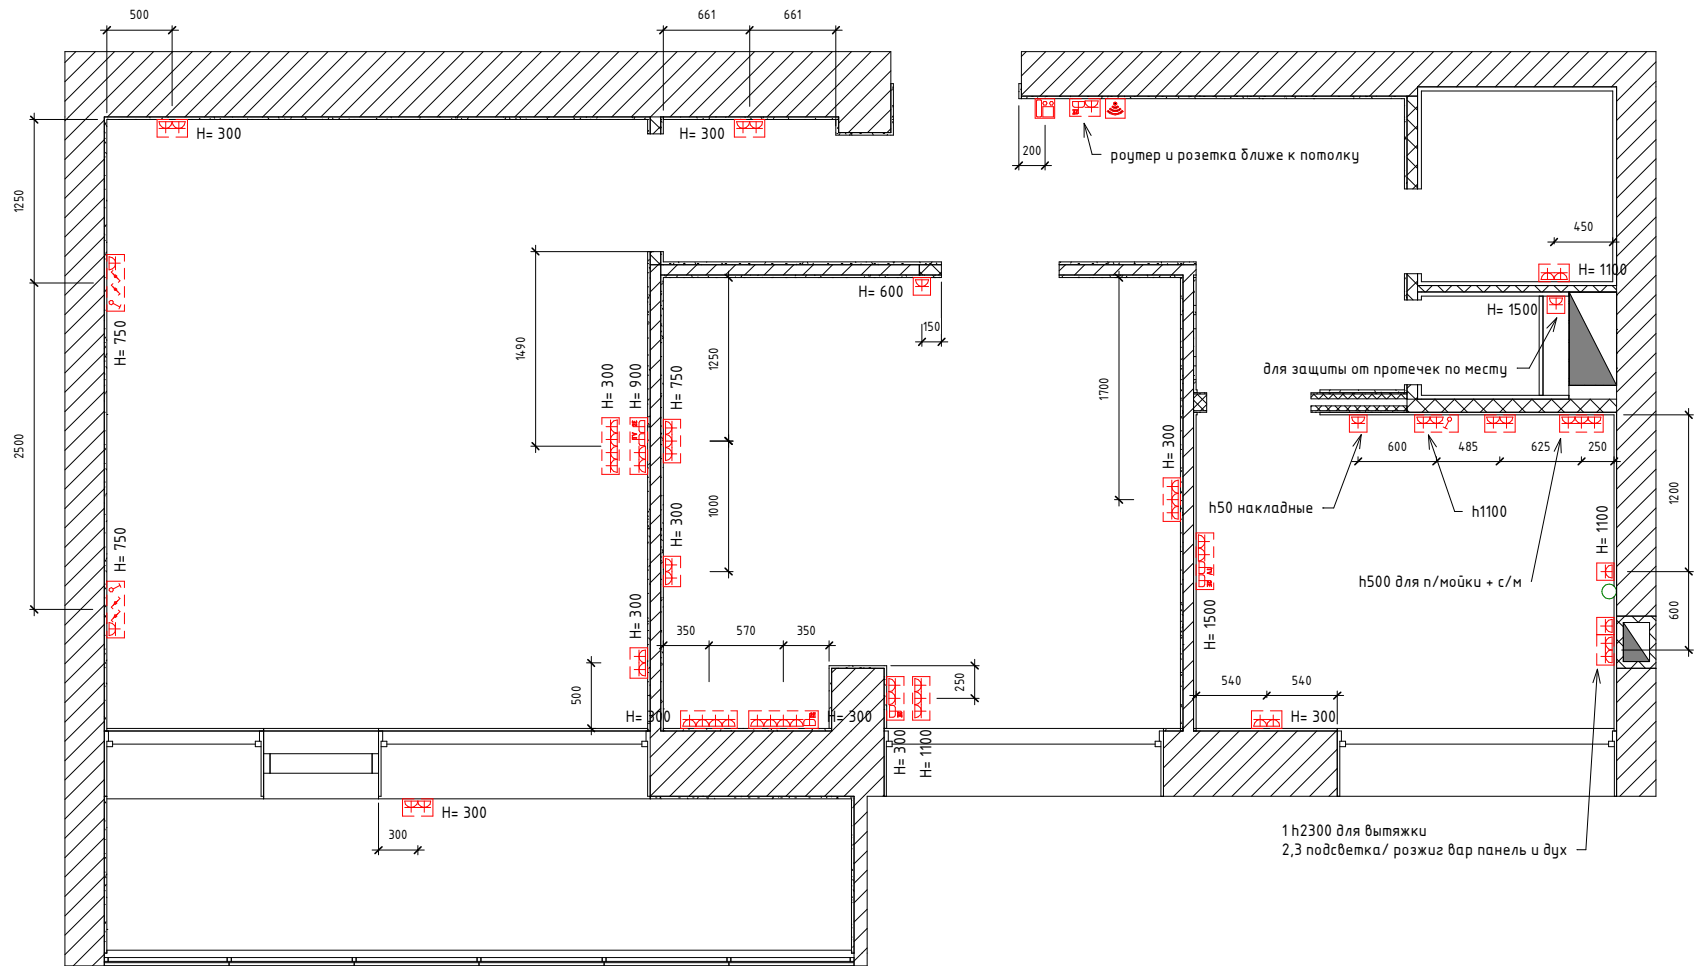 500
661
661
H= 300
H= 300
200
роутер и розетка ближе к потолку
1250
450
H= 1100
H= 600
H= 1500
150
H= 750
1490
1250
1700
для защиты от протечек по месту
H= 300
H= 900
H= 750
2500
600
485
625
250
H= 300
1000
1200
h50 накладные
h1100
H= 300
H= 1100
H= 750
h500 для п/мойки + с/м
H= 300
H= 1500
600
350
570
350
500
250
540
540
H= 300
H= 300
H= 300
H= 300
H= 1100
H= 300
300
1 h2300 для вытяжки
2,3 подсветка/ розжиг вар панель и дух